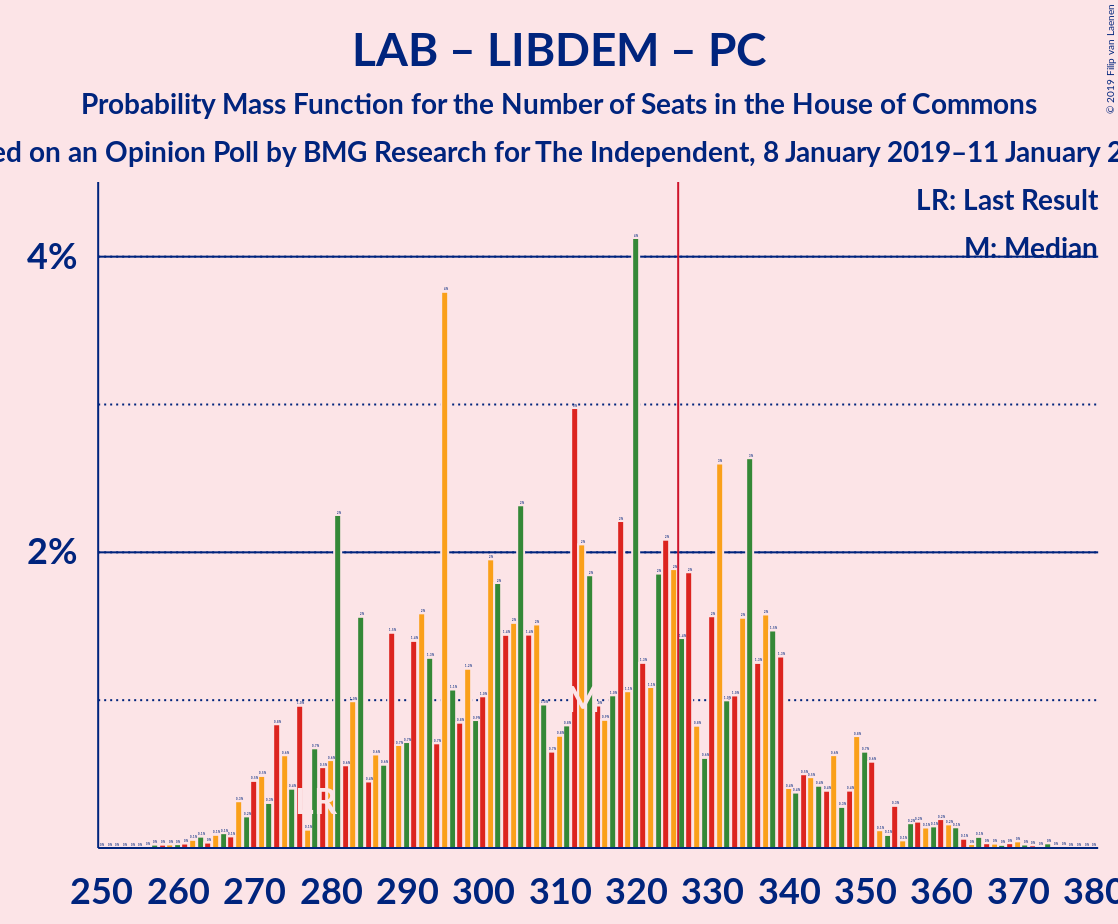 LAB – LIBDEM – PC
Probability Mass Function for the Number of Seats in the House of Commons
ed on an Opinion Poll by BMG Research for The Independent, 8 January 2019–11 January 2
© 2019 Filip van Laenen
LR: Last Result
M: Median
4%
2%
LR
M
250 260 270 280 290 300 310 320 330 340 350 360 370 380